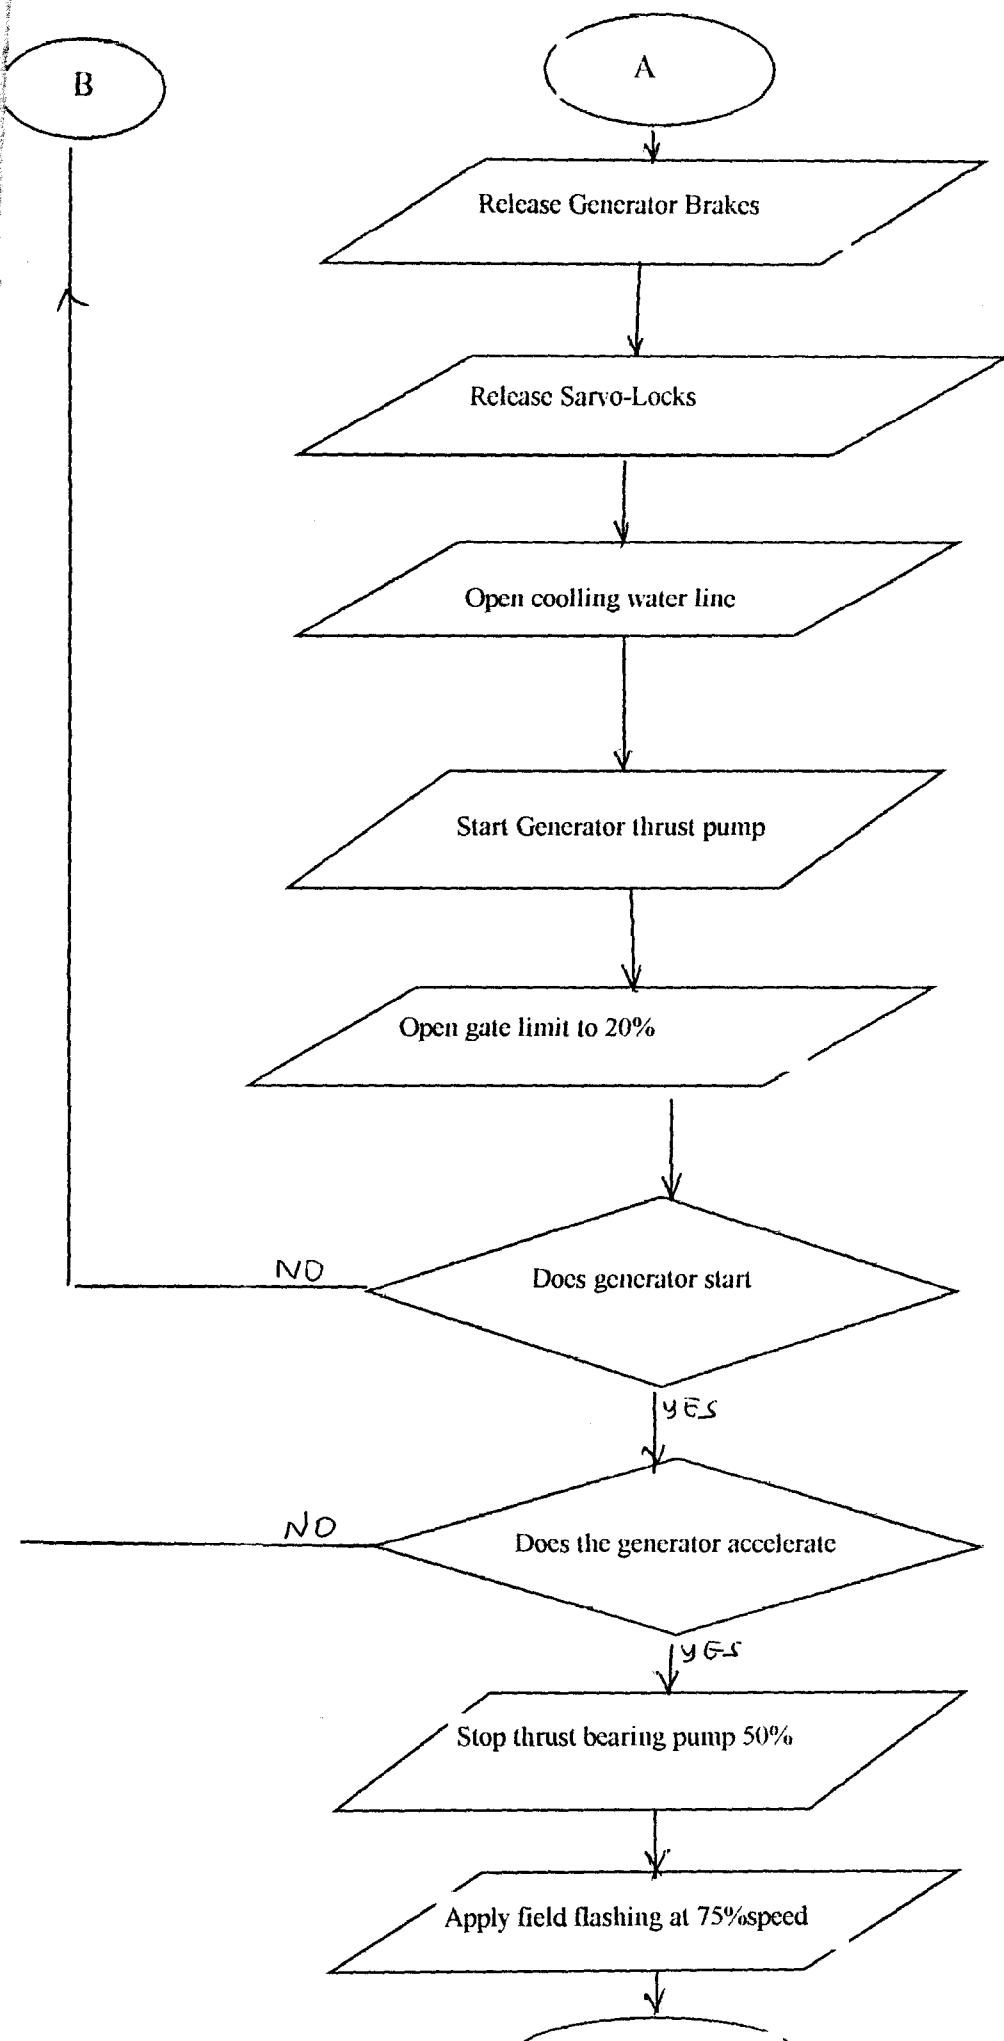 B
A
Release Generator Brakes
Release Sarvo-Locks
Open coolling water line
Start Generator thrust pump
Open gate limit to 20%
Does generator start
NO
YES
Does the generator accelerate
NO
YES
Stop thrust bearing pump 50%
Apply field flashing at 75%speed